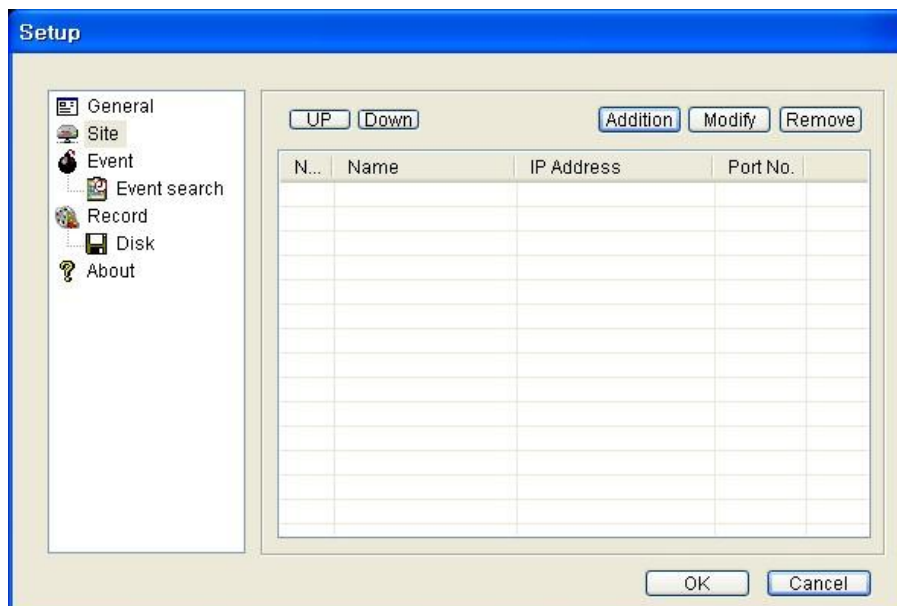 Setup
General
Site
Event
Event search
Record
Disk
About
UP Down Addition Modify Remove
N... Name IP Address Port No.
OK Cancel